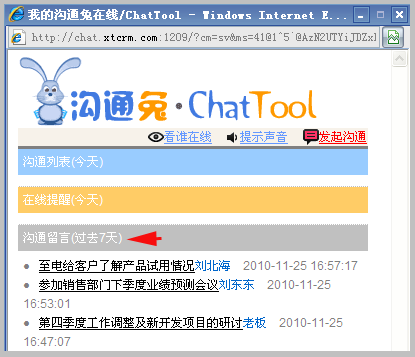 我的沟通兔在线/ChatTool - Windows Internet E...
http://chat.xtcrm.com:1209/?cm=sv&ms=41@1^5`@AzN2UTYiJDZxI
沟通兔·ChatTool
看谁在线 提示声音 发起沟通
沟通列表(今天)
在线提醒(今天)
沟通留言(过去7天)
至电给客户了解产品试用情况刘北海 2010-11-25 16:57:17
参加销售部门下季度业绩预测会议刘东东 2010-11-25
16:53:01
第四季度工作调整及新开发项目的研讨老板 2010-11-25
16:47:07